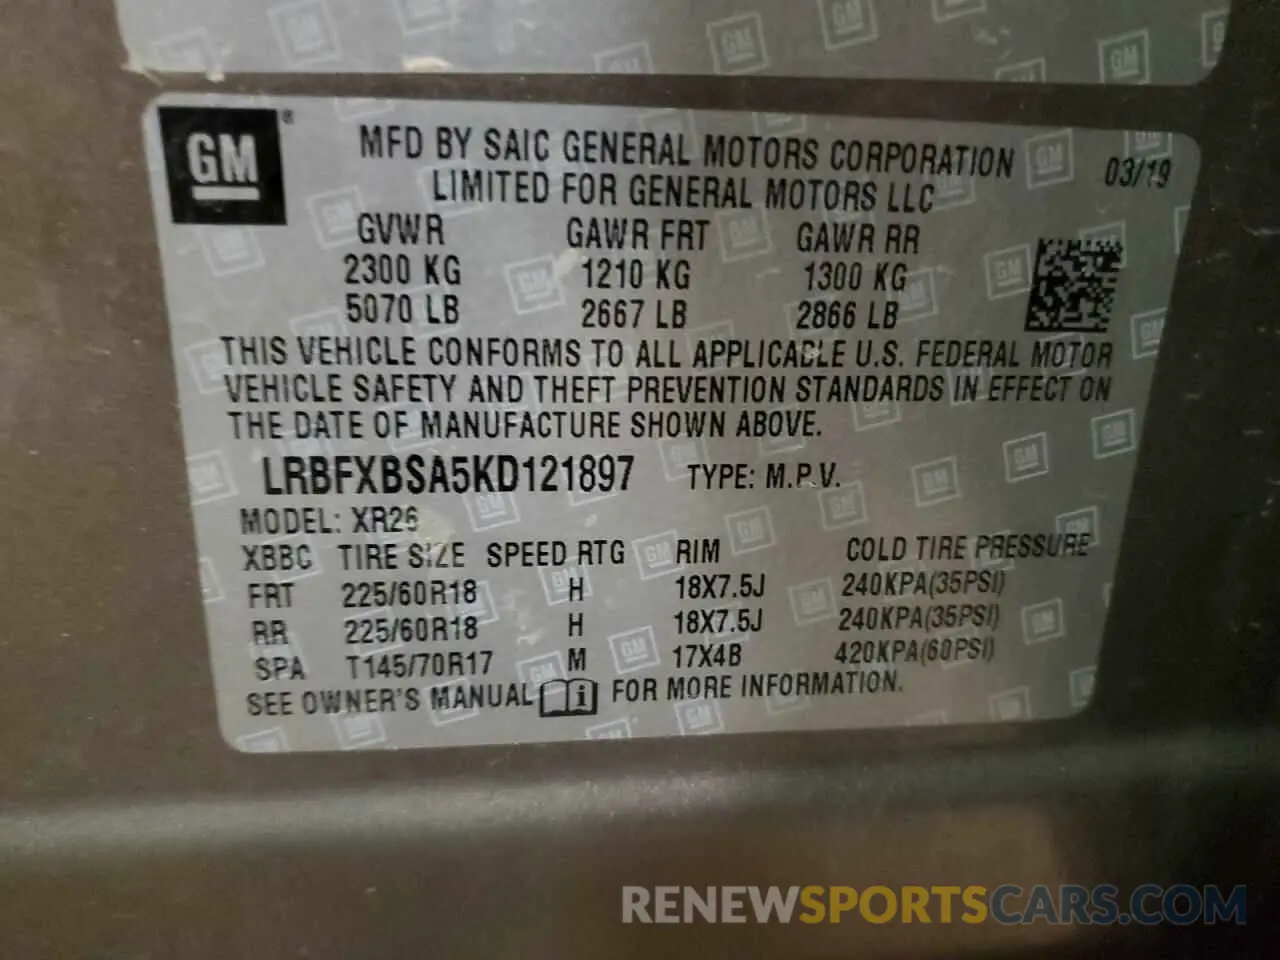 GM
MFD BY SAIC GENERAL MOTORS CORPORATION
LIMITED FOR GENERAL MOTORS LLC
03/19
GVWR GAWR FRT GAWR RR
2300 KG 1210 KG 1300 KG
5070 LB 2667 LB 2866 LB
THIS VEHICLE CONFORMS TO ALL APPLICABLE U.S. FEDERAL MOTOR
VEHICLE SAFETY AND THEFT PREVENTION STANDARDS IN EFFECT ON
THE DATE OF MANUFACTURE SHOWN ABOVE.
LRBFXBSA5KD121897 TYPE: M.P.V.
MODEL: XR26
XBBC TIRE SIZE SPEED RTG RIM COLD TIRE PRESSURE
FRT 225/60R18 H 18X7.5J 240KPA(35PSI)
RR 225/60R18 H 18X7.5J 240KPA(35PSI)
SPA T145/70R17 M 17X4B 420KPA(60PSI)
SEE OWNER'S MANUAL i FOR MORE INFORMATION.
RENEWSPORTSCARS.COM